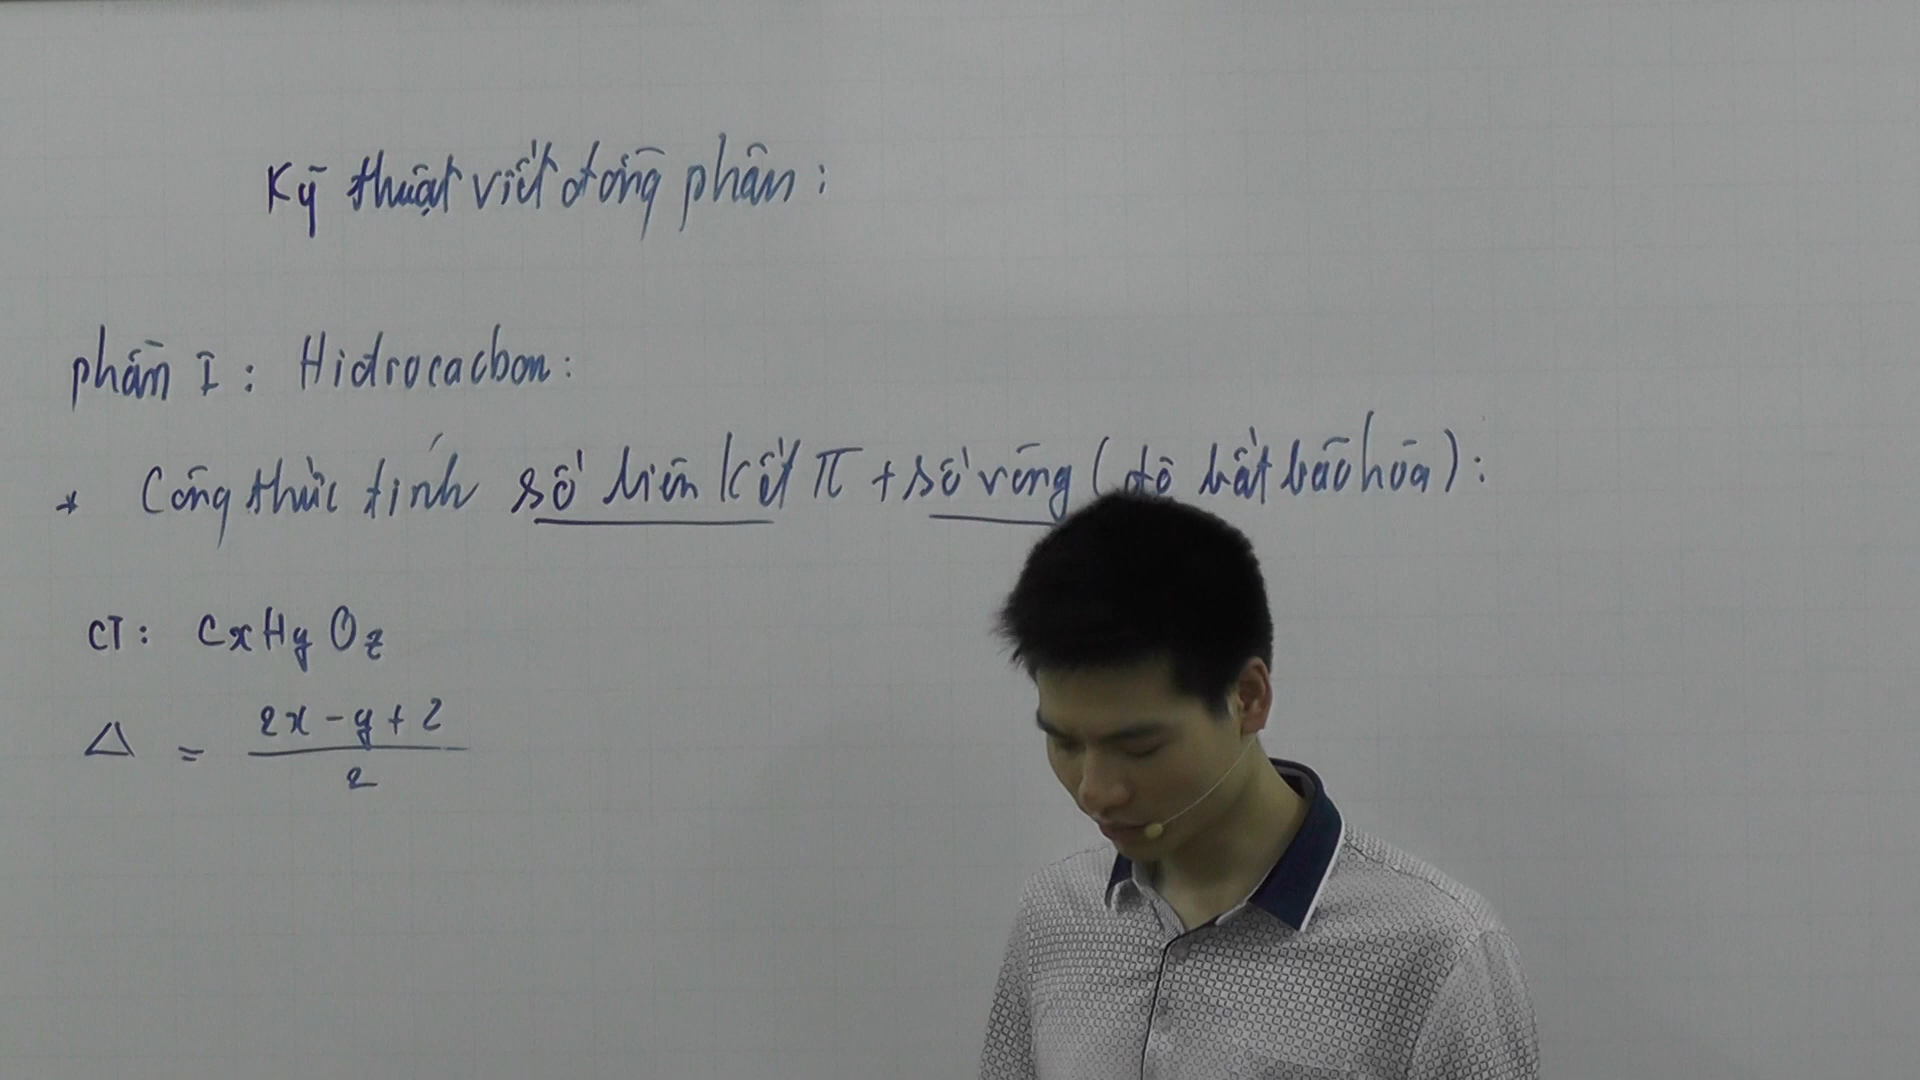 Kỹ thuật viết đồng phân :
phần I : Hiđrocacbon :
* Công thức tính số liên kết π + số vòng ( độ bất bão hòa ) :
CT : CxHyOz
Δ = (2x - y + 2) / 2